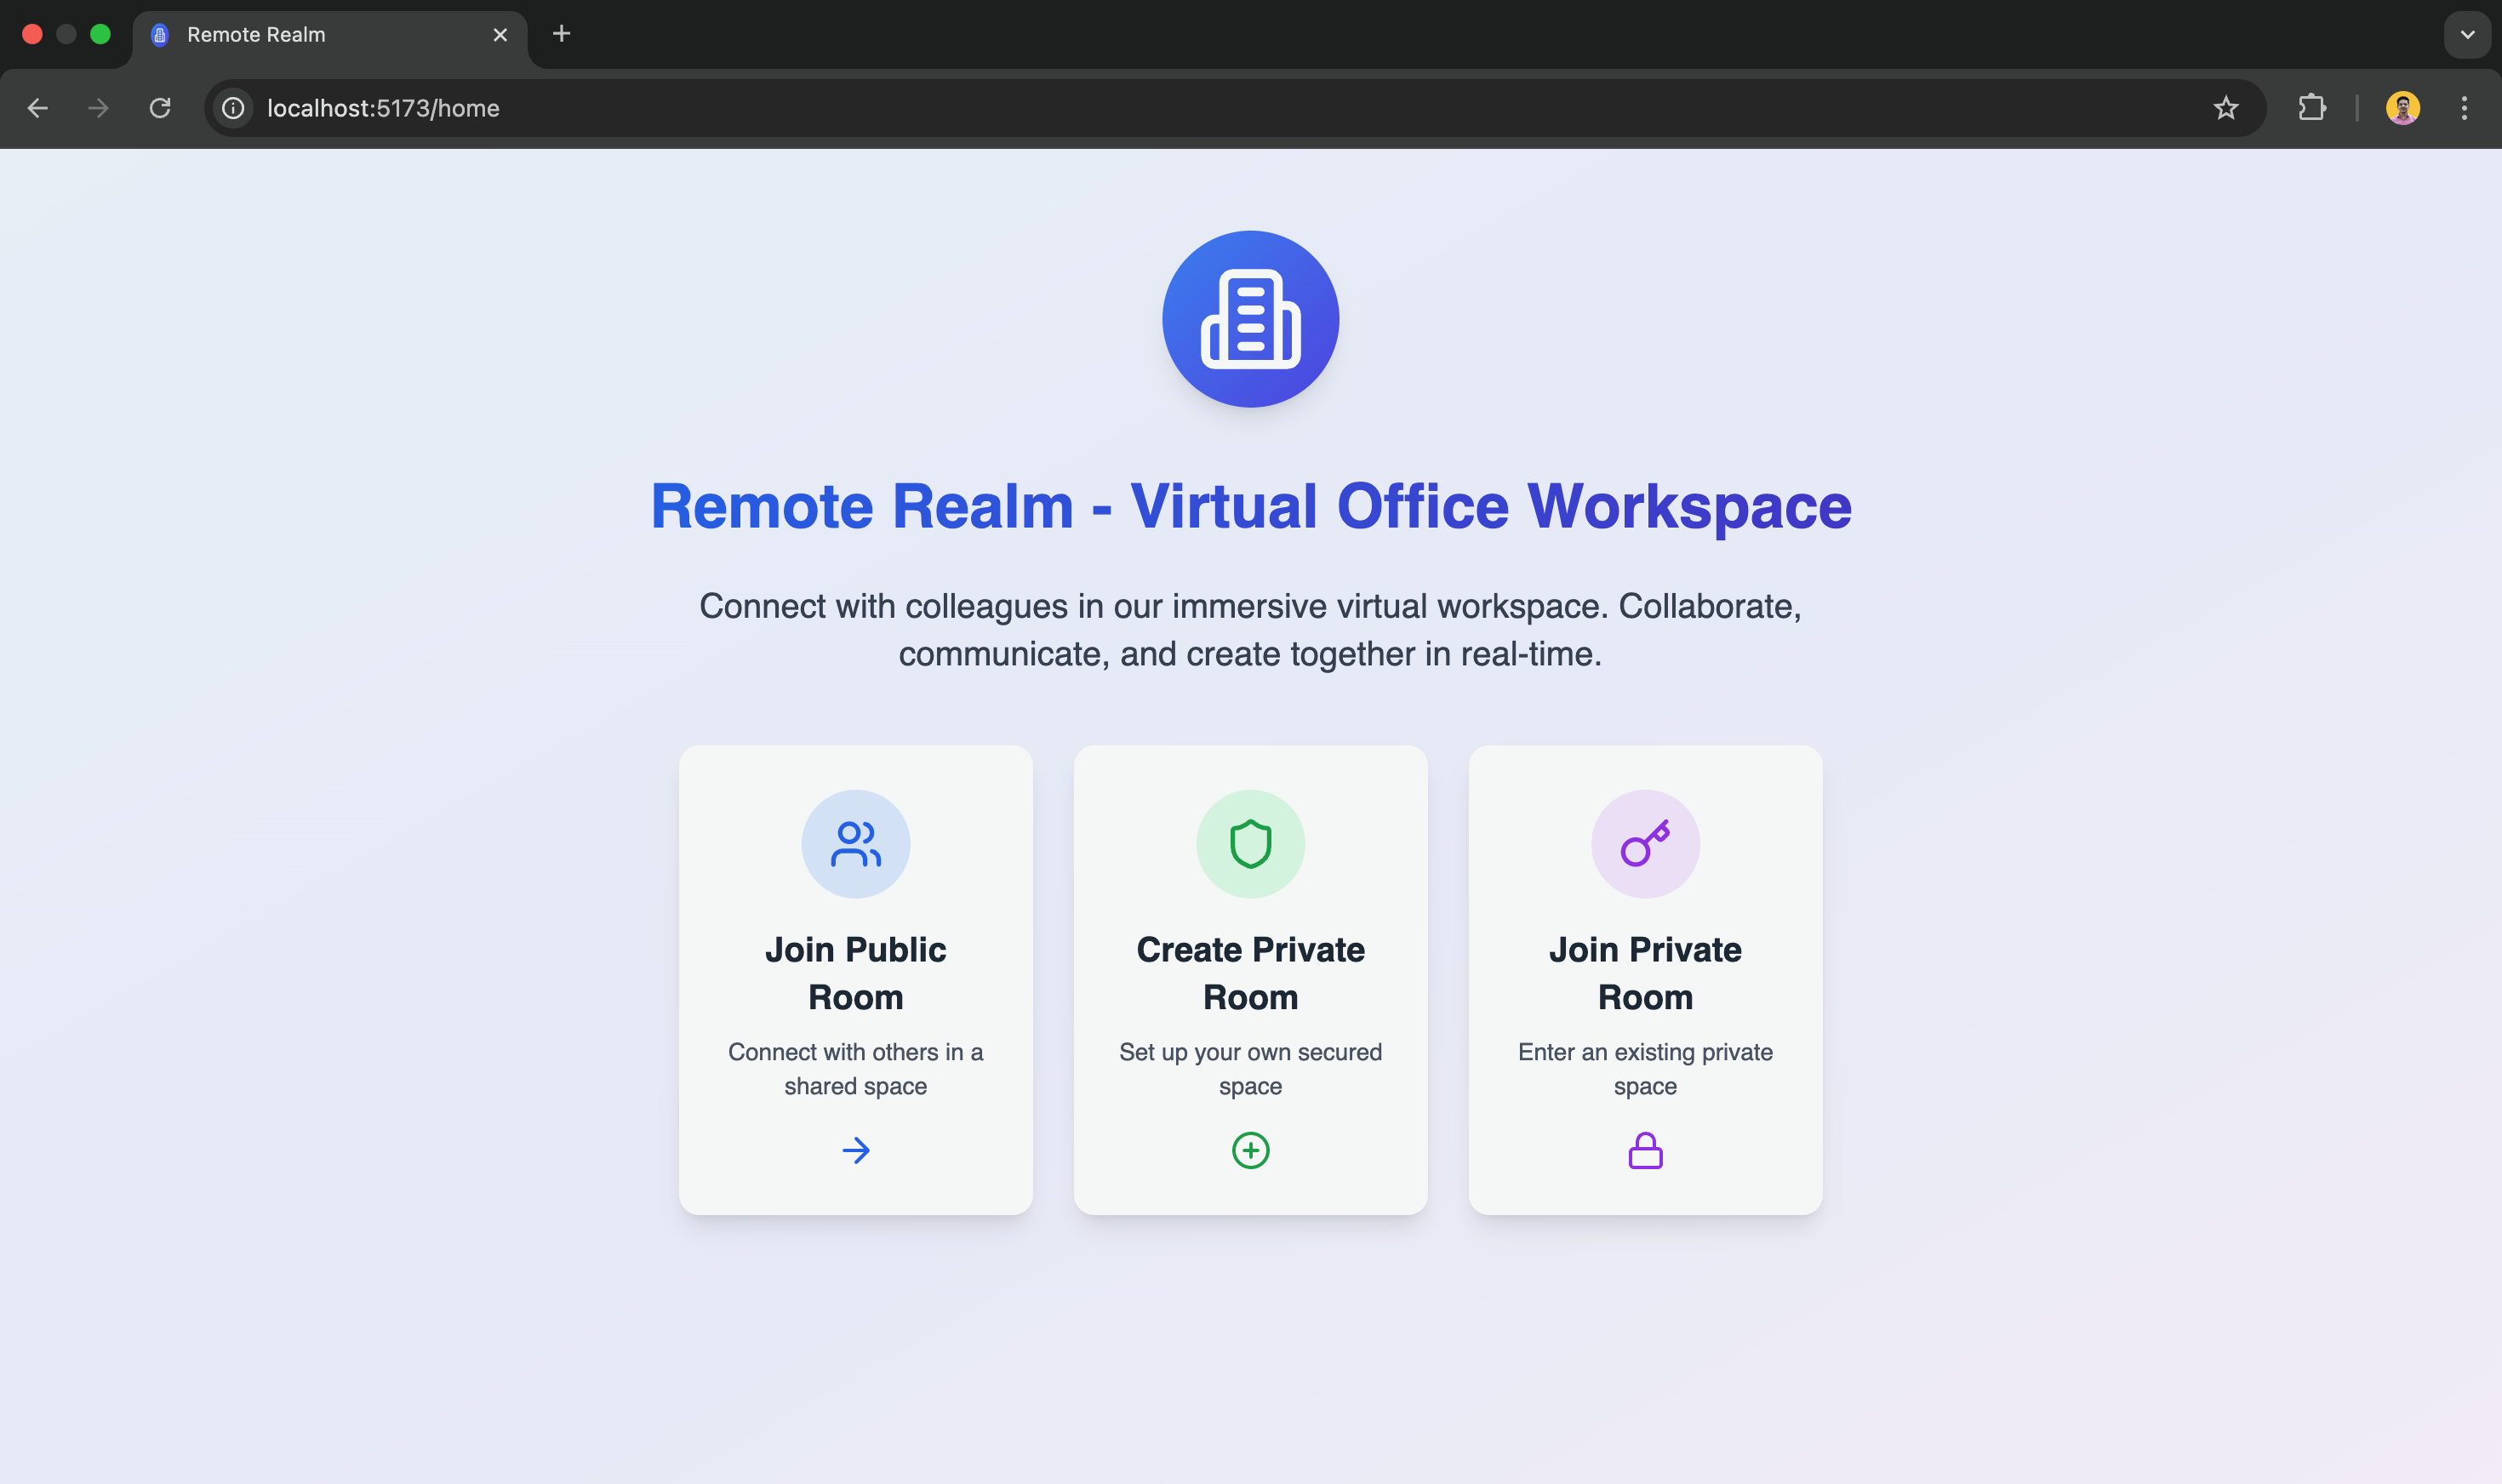 Remote Realm
localhost:5173/home
Remote Realm - Virtual Office Workspace
Connect with colleagues in our immersive virtual workspace. Collaborate,
communicate, and create together in real-time.
Join Public
Room
Connect with others in a
shared space
Create Private
Room
Set up your own secured
space
Join Private
Room
Enter an existing private
space